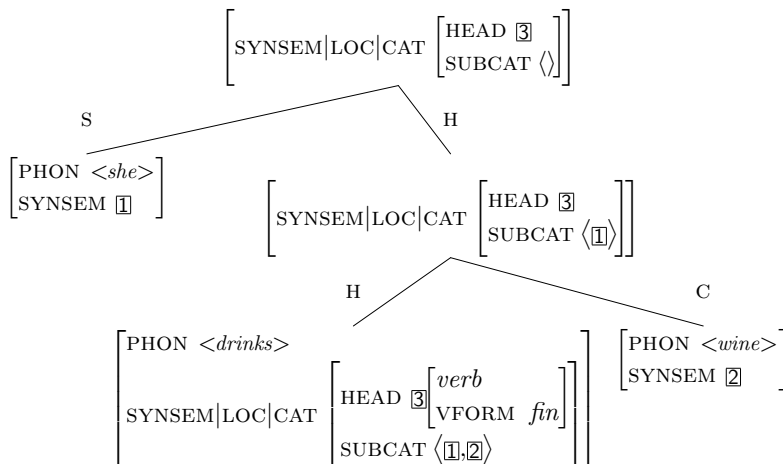 HEAD 3
SYNSEM|LOC|CAT
SUBCAT ⟨⟩
S H
PHON <she>
SYNSEM 1
HEAD 3
SYNSEM|LOC|CAT
SUBCAT ⟨1⟩
H C
PHON <drinks>
HEAD 3 verb
VFORM fin
SYNSEM|LOC|CAT
SUBCAT ⟨1,2⟩
PHON <wine>
SYNSEM 2